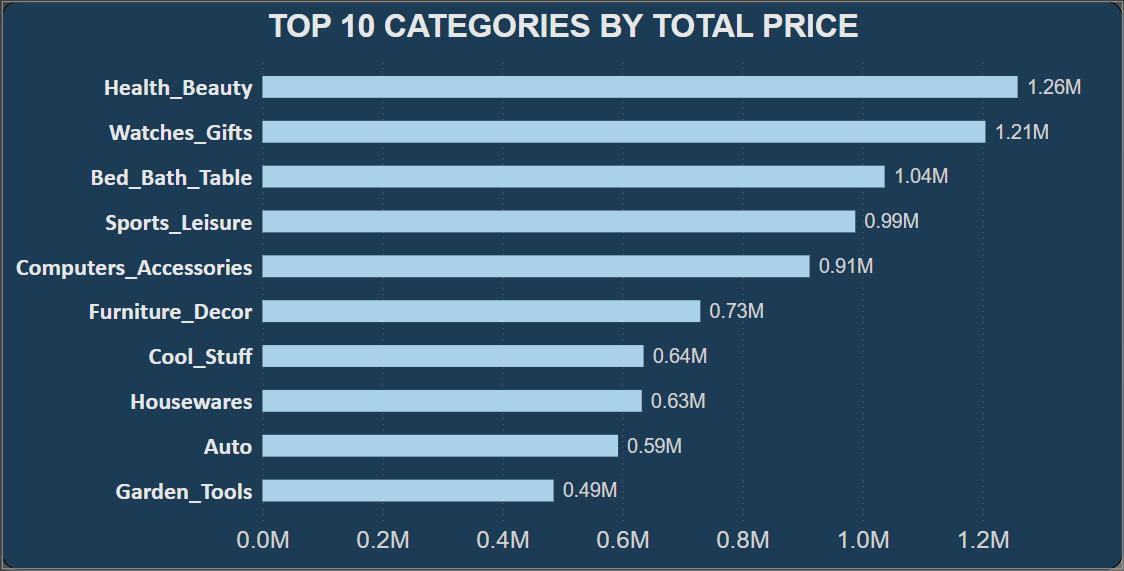 TOP 10 CATEGORIES BY TOTAL PRICE
Health_Beauty 1.26M
Watches_Gifts 1.21M
Bed_Bath_Table 1.04M
Sports_Leisure 0.99M
Computers_Accessories 0.91M
Furniture_Decor 0.73M
Cool_Stuff 0.64M
Housewares 0.63M
Auto 0.59M
Garden_Tools 0.49M
0.0M 0.2M 0.4M 0.6M 0.8M 1.0M 1.2M